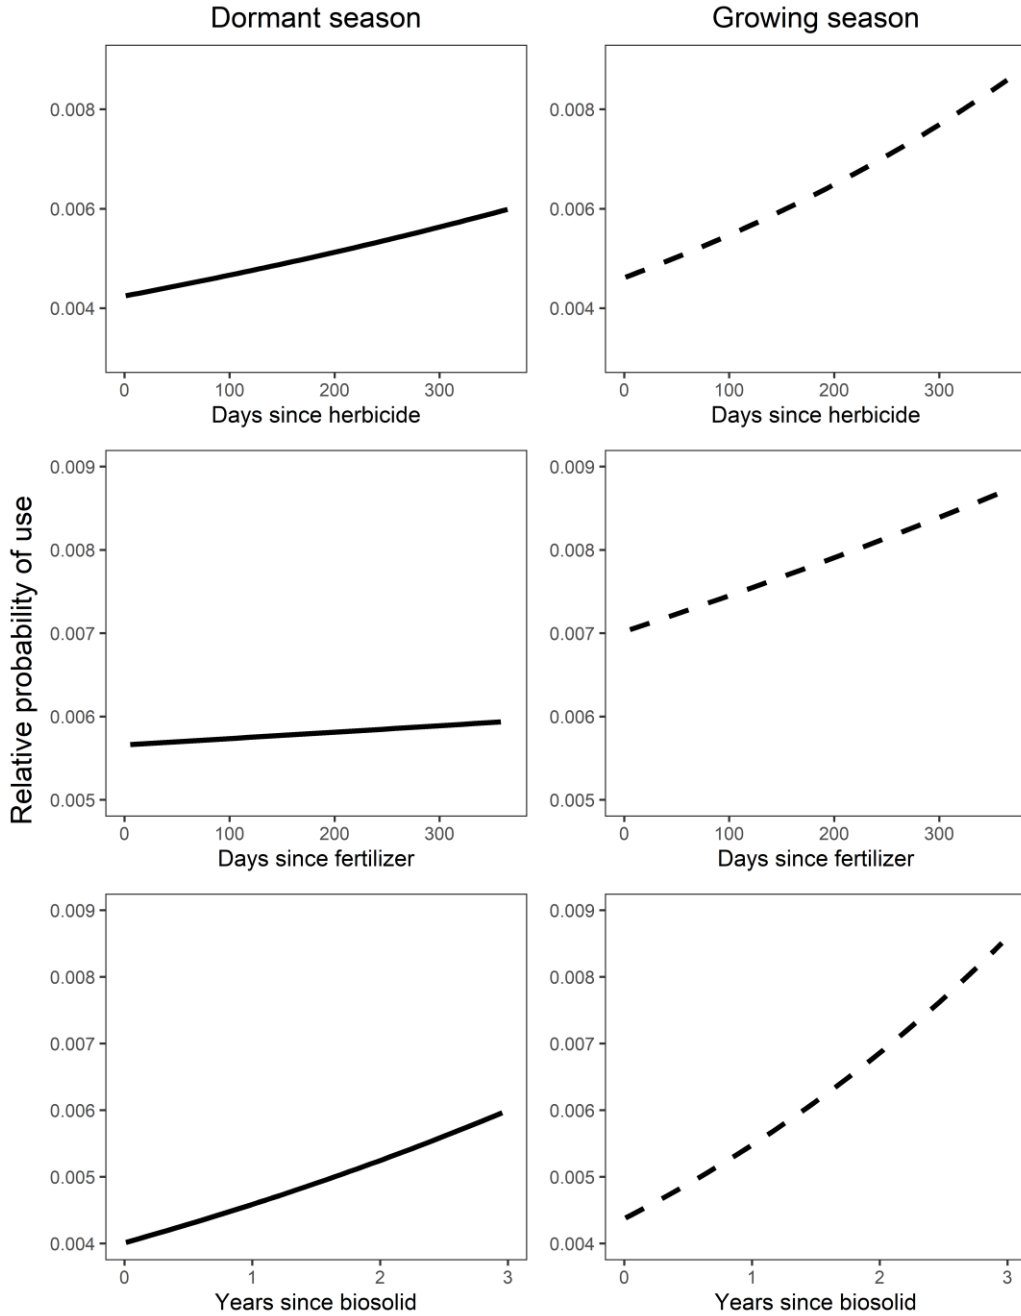 Dormant season
Growing season
0.008
0.006
0.004
0 100 200 300
Days since herbicide
0.008
0.006
0.004
0 100 200 300
Days since herbicide
Relative probability of use
0.009
0.008
0.007
0.006
0.005
0 100 200 300
Days since fertilizer
0.009
0.008
0.007
0.006
0.005
0 100 200 300
Days since fertilizer
0.009
0.008
0.007
0.006
0.005
0.004
0 1 2 3
Years since biosolid
0.009
0.008
0.007
0.006
0.005
0.004
0 1 2 3
Years since biosolid